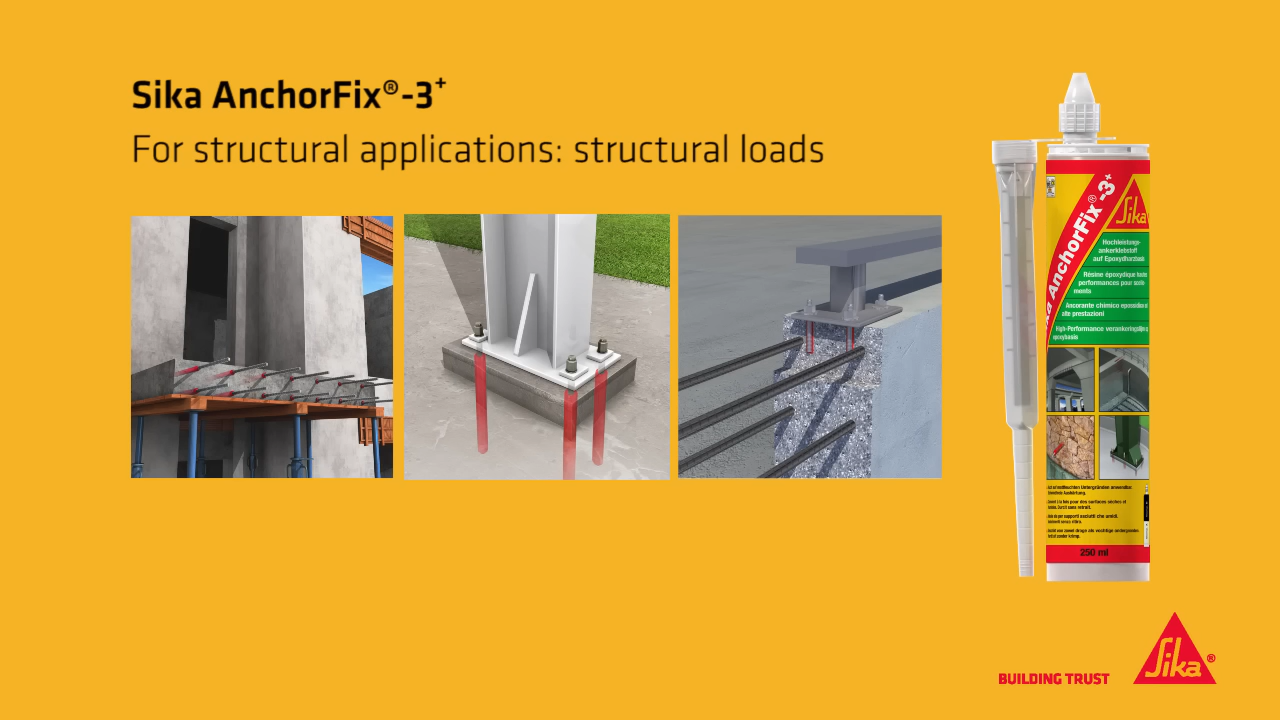 Sika AnchorFix®-3+
For structural applications: structural loads
AnchorFix®-3+
Sika
Hochleistungs-
ankerklebstoff
auf Epoxydharzbasis
Résine époxydique haute
performances pour scelle-
ments
Ancorante chimico epossidico
alte prestazioni
High-Performance verankeringslijm
epoxybasis
250 ml
BUILDING TRUST
Sika®